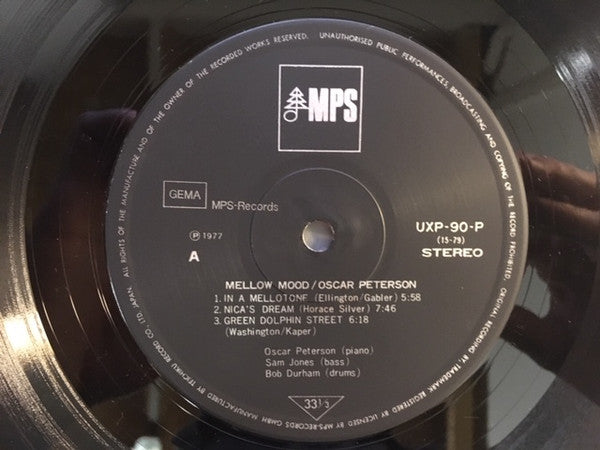 ALL RIGHTS OF THE MANUFACTURE AND OF THE OWNER OF THE RECORDED WORKS RESERVED. UNAUTHORISED PUBLIC PERFORMANCES, BROADCASTING AND COPYING OF THE RECORD PROHIBITED.
MPS
GEMA
MPS-Records
UXP-90-P
(15-79)
STEREO
Ⓟ 1977
A
MELLOW MOOD/OSCAR PETERSON
1. IN A MELLOTONE (Ellington/Gabler) 5:58
2. NICA'S DREAM (Horace Silver) 7:46
3. GREEN DOLPHIN STREET 6:18
(Washington/Kaper)
Oscar Peterson (piano)
Sam Jones (bass)
Bob Durham (drums)
33 1/3
ORIGINAL RECORDING BY, TRADEMARK REGISTERED BY, LICENSED BY MPS-RECORDS GMBH MANUFACTURED BY TEICHIKU RECORD CO., LTD. JAPAN.